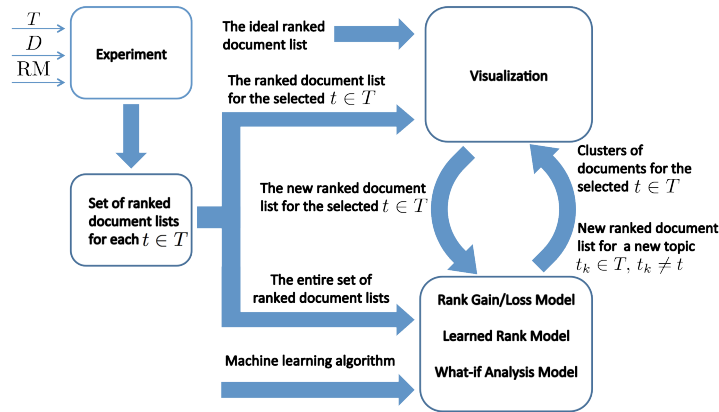 T
D
RM
Experiment
The ideal ranked
document list
Visualization
The ranked document list
for the selected t ∈ T
Set of ranked
document lists
for each t ∈ T
The new ranked document
list for the selected t ∈ T
Clusters of
documents for the
selected t ∈ T
New ranked document
list for a new topic
t_k ∈ T, t_k ≠ t
The entire set of
ranked document lists
Rank Gain/Loss Model
Learned Rank Model
What-if Analysis Model
Machine learning algorithm